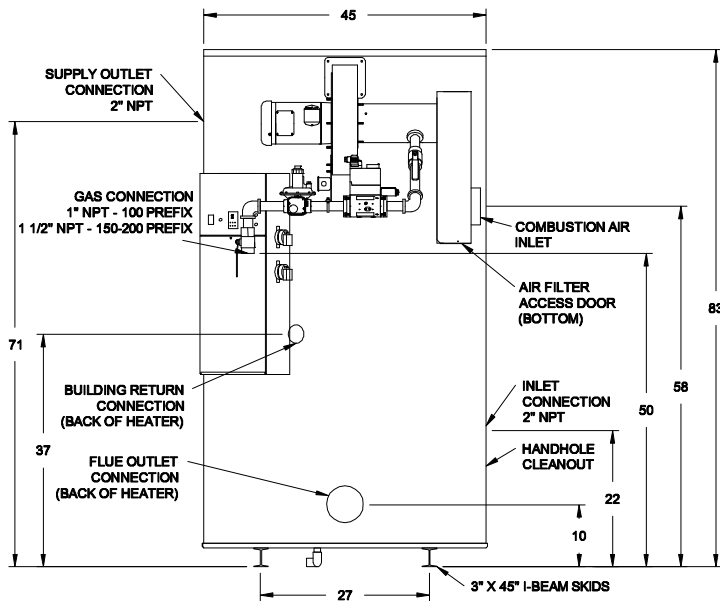 45
SUPPLY OUTLET
CONNECTION
2" NPT
GAS CONNECTION
1" NPT - 100 PREFIX
1 1/2" NPT - 150-200 PREFIX
COMBUSTION AIR
INLET
AIR FILTER
ACCESS DOOR
(BOTTOM)
83
71
58
50
BUILDING RETURN
CONNECTION
(BACK OF HEATER)
INLET
CONNECTION
2" NPT
37
FLUE OUTLET
CONNECTION
(BACK OF HEATER)
HANDHOLE
CLEANOUT
22
10
27
3" X 45" I-BEAM SKIDS